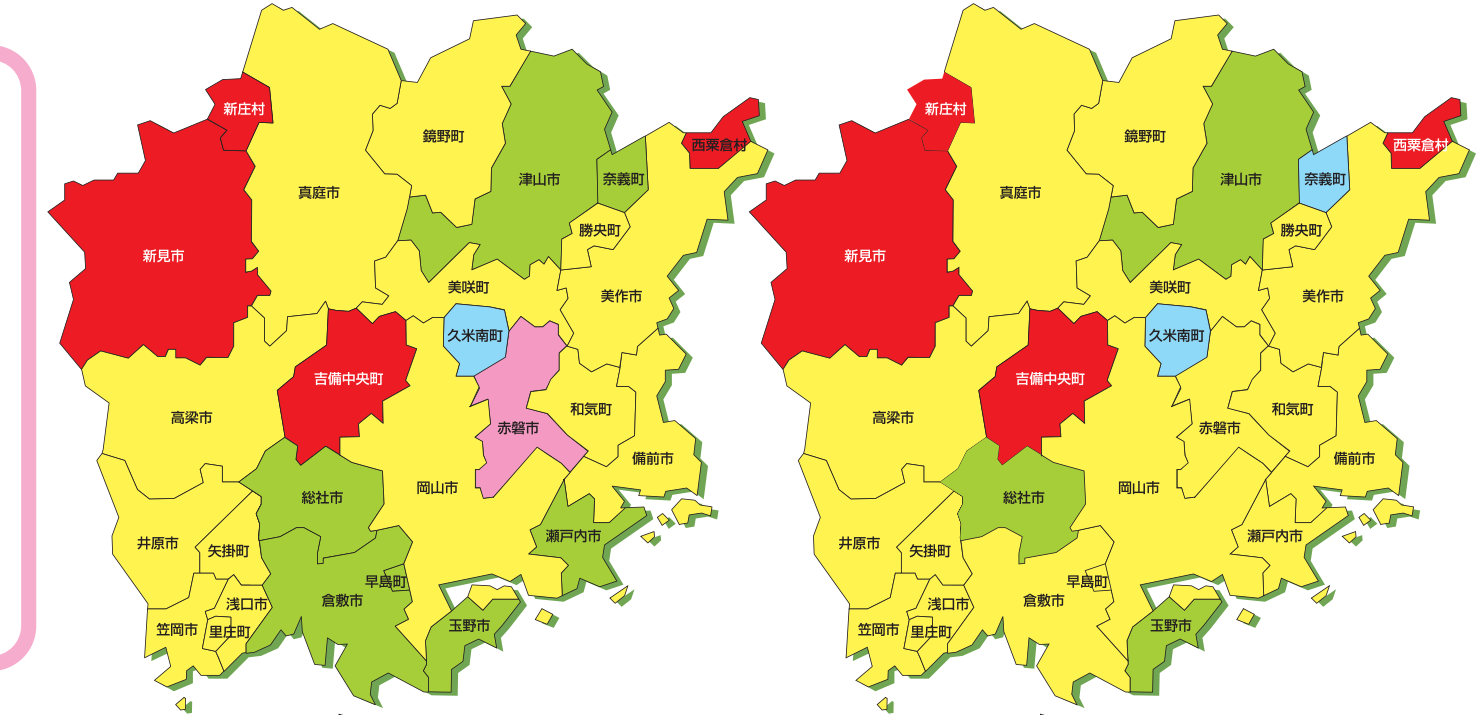 新庄村
鏡野町
西粟倉村
真庭市
津山市
奈義町
勝央町
新見市
美咲町
美作市
久米南町
吉備中央町
和気町
高梁市
赤磐市
備前市
岡山市
総社市
瀬戸内市
井原市
矢掛町
早島町
倉敷市
浅口市
笠岡市
里庄町
玉野市
新庄村
鏡野町
西粟倉村
真庭市
津山市
奈義町
勝央町
新見市
美咲町
美作市
久米南町
吉備中央町
和気町
高梁市
赤磐市
備前市
岡山市
総社市
瀬戸内市
井原市
矢掛町
早島町
倉敷市
浅口市
笠岡市
里庄町
玉野市